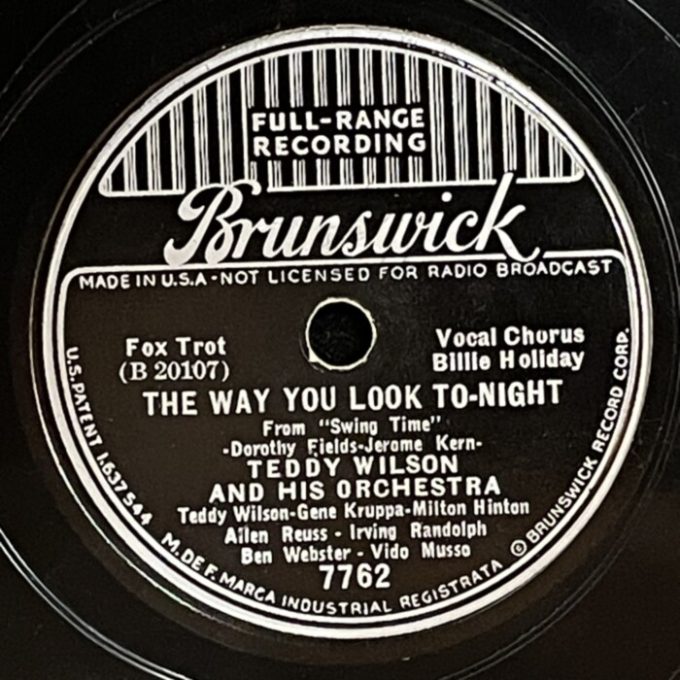 FULL-RANGE
RECORDING
Brunswick
MADE IN U.S.A-NOT LICENSED FOR RADIO BROADCAST
Fox Trot
(B 20107)
Vocal Chorus
Billie Holiday
THE WAY YOU LOOK TO-NIGHT
From "Swing Time"
-Dorothy Fields-Jerome Kern-
TEDDY WILSON
AND HIS ORCHESTRA
Teddy Wilson-Gene Kruppa-Milton Hinton
Allen Reuss - Irving Randolph
Ben Webster - Vido Musso
7762
U.S. PATENT 1.637544 M. DE F. MARCA INDUSTRIAL REGISTRATA © BRUNSWICK RECORD CORP.